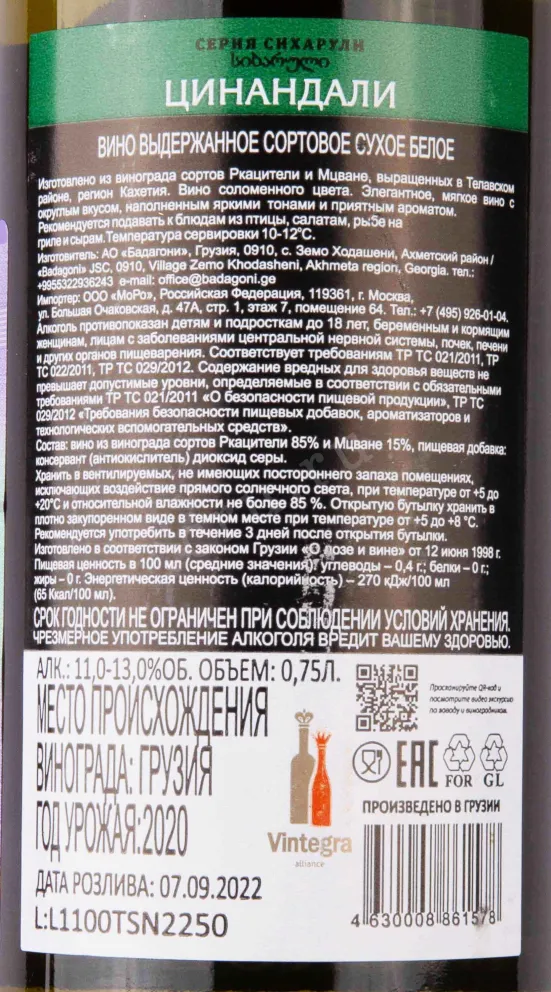 СЕРИЯ СИХАРУЛИ
სიხარული
ЦИНАНДАЛИ
ВИНО ВЫДЕРЖАННОЕ СОРТОВОЕ СУХОЕ БЕЛОЕ
Изготовлено из винограда сортов Ркацители и Мцване, выращенных в Телавском
районе, регион Кахетия. Вино соломенного цвета. Элегантное, мягкое вино с
округлым вкусом, наполненным яркими тонами и приятным ароматом.
Рекомендуется подавать к блюдам из птицы, салатам, рыбе на
гриле и сырам.Температура сервировки 10-12°С.
Изготовитель: АО «Бадагони», Грузия, 0910, с. Земо Ходашени, Ахметский район /
«Badagoni» JSC, 0910, Village Zemo Khodasheni, Akhmeta region, Georgia. тел.:
+9955322936243 e-mail: office@badagoni.ge
Импортер: ООО «МоРо», Российская Федерация, 119361, г. Москва,
ул. Большая Очаковская, д. 47А, стр. 1, этаж 7, помещение 64. Тел.: +7 (495) 926-01-04.
Алкоголь противопоказан детям и подросткам до 18 лет, беременным и кормящим
женщинам, лицам с заболеваниями центральной нервной системы, почек, печени
и других органов пищеварения. Соответствует требованиям ТР ТС 021/2011, ТР
ТС 022/2011, ТР ТС 029/2012. Содержание вредных для здоровья веществ не
превышает допустимые уровни, определяемые в соответствии с обязательными
требованиями ТР ТС 021/2011 «О безопасности пищевой продукции», ТР ТС
029/2012 «Требования безопасности пищевых добавок, ароматизаторов и
технологических вспомогательных средств».
Состав: вино из винограда сортов Ркацители 85% и Мцване 15%, пищевая добавка:
консервант (антиокислитель) диоксид серы.
Хранить в вентилируемых, не имеющих постороннего запаха помещениях,
исключающих воздействие прямого солнечного света, при температуре от +5 до
+20°С и относительной влажности не более 85 %. Открытую бутылку хранить в
плотно закупоренном виде в темном месте при температуре от +5 до +8 °С.
Рекомендуется употребить в течение 3 дней после открытия бутылки.
Изготовлено в соответствии с законом Грузии «О лозе и вине» от 12 июня 1998 г.
Пищевая ценность в 100 мл (средние значения): углеводы – 0,4 г.; белки – 0 г.;
жиры – 0 г. Энергетическая ценность (калорийность) – 270 кДж/100 мл
(65 Ккал/100 мл).
СРОК ГОДНОСТИ НЕ ОГРАНИЧЕН ПРИ СОБЛЮДЕНИИ УСЛОВИЙ ХРАНЕНИЯ.
ЧРЕЗМЕРНОЕ УПОТРЕБЛЕНИЕ АЛКОГОЛЯ ВРЕДИТ ВАШЕМУ ЗДОРОВЬЮ.
АЛК.: 11,0-13,0%ОБ. ОБЪЕМ: 0,75Л.
МЕСТО ПРОИСХОЖДЕНИЯ
ВИНОГРАДА: ГРУЗИЯ
ГОД УРОЖАЯ:2020
ДАТА РОЗЛИВА: 07.09.2022
L:L1100TSN2250
Vintegra
alliance
Просканируйте QR-код и
посмотрите видео экскурсию
по заводу и виноградникам.
EAC
FOR GL
ПРОИЗВЕДЕНО В ГРУЗИИ
4 630008 861578